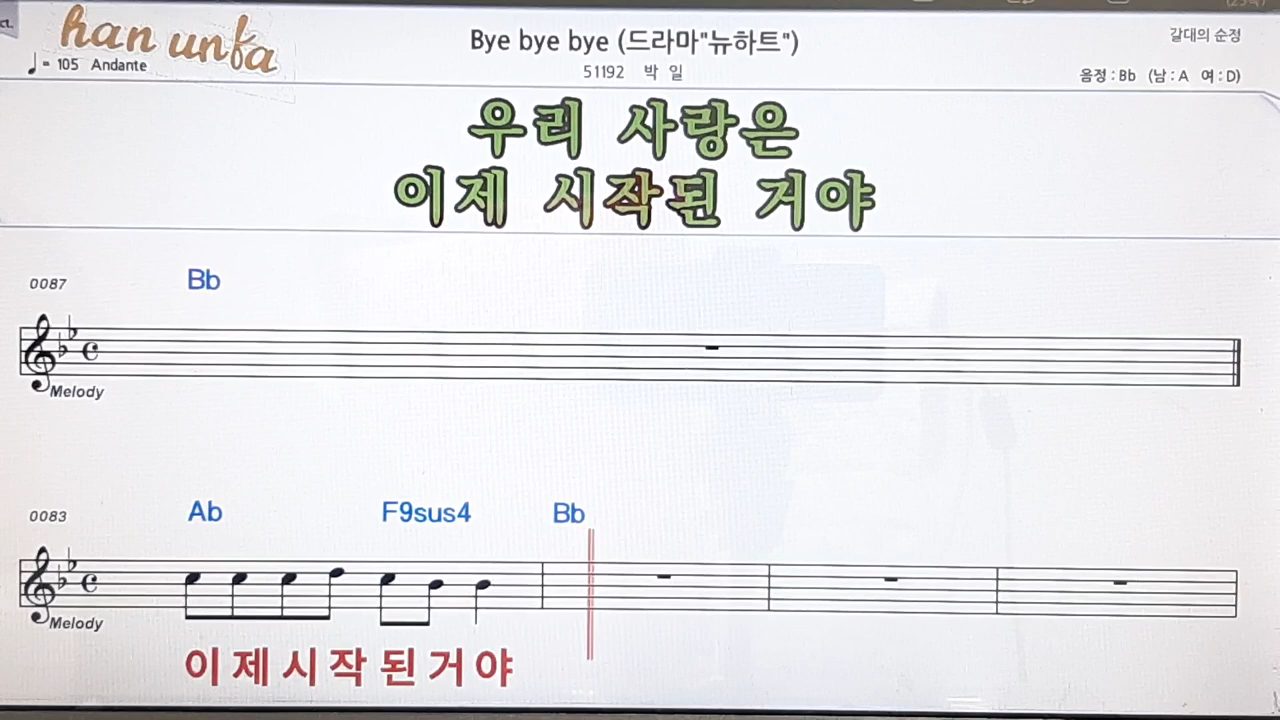 ct.
han unfa
Bye bye bye (드라마"뉴하트")
갈대의 순정
♩= 105 Andante
51192 박 일
음정 : Bb (남 : A 여 : D)
우리 사랑은
이제 시작된 거야
0087 Bb
Melody
0083 Ab F9sus4 Bb
Melody
이 제 시 작 된 거 야